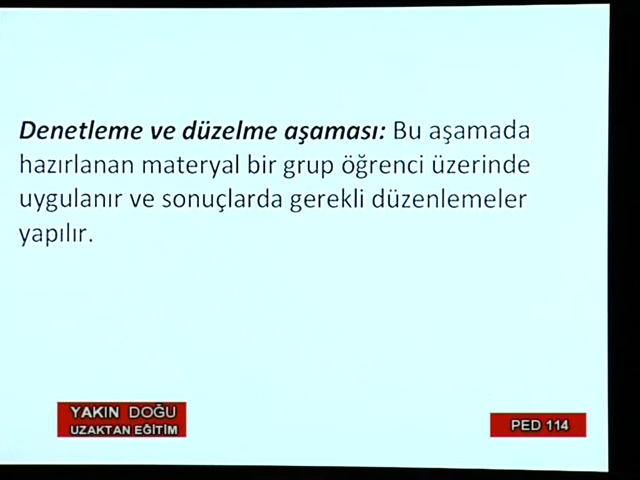 Denetleme ve düzelme aşaması: Bu aşamada
hazırlanan materyal bir grup öğrenci üzerinde
uygulanır ve sonuçlarda gerekli düzenlemeler
yapılır.
YAKIN DOĞU
UZAKTAN EĞİTİM
PED 114